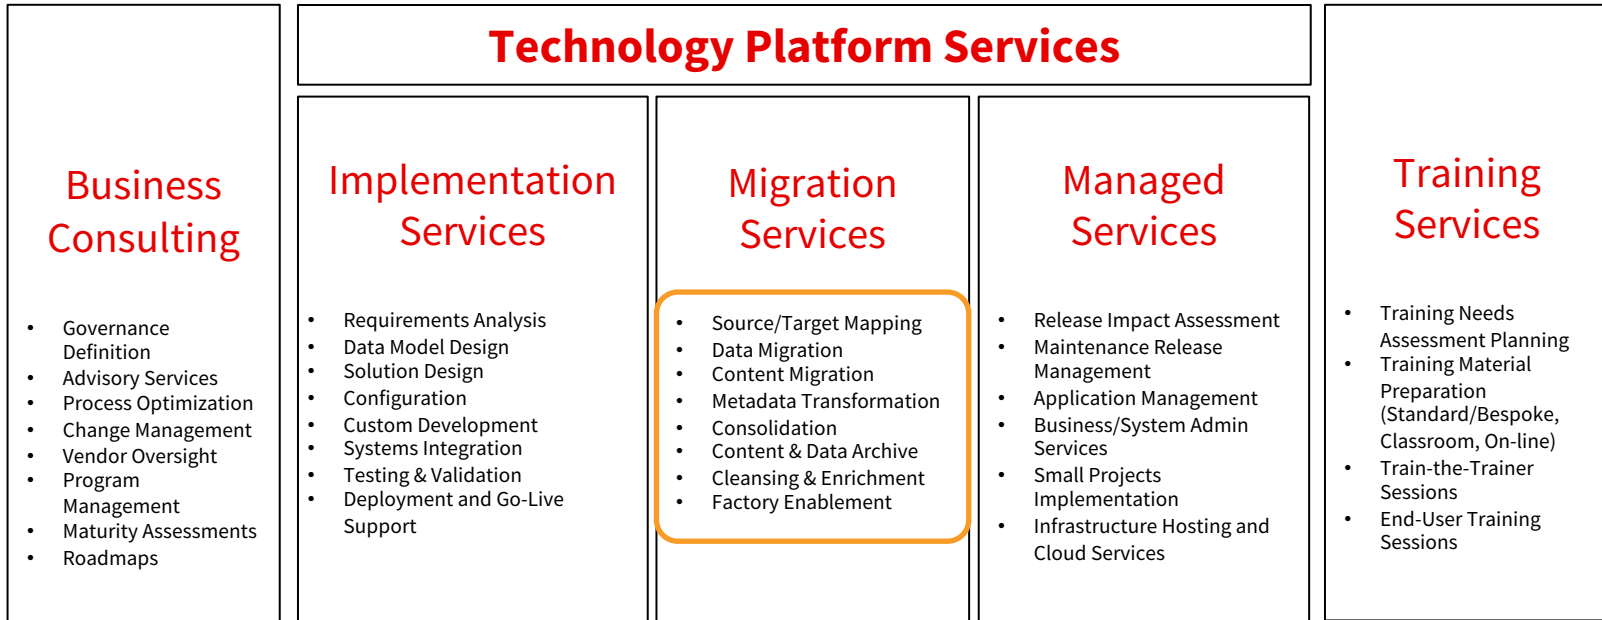 Technology Platform Services
Business
Consulting
• Governance
Definition
• Advisory Services
• Process Optimization
• Change Management
• Vendor Oversight
• Program
Management
• Maturity Assessments
• Roadmaps
Implementation
Services
• Requirements Analysis
• Data Model Design
• Solution Design
• Configuration
• Custom Development
• Systems Integration
• Testing & Validation
• Deployment and Go-Live
Support
Migration
Services
• Source/Target Mapping
• Data Migration
• Content Migration
• Metadata Transformation
• Consolidation
• Content & Data Archive
• Cleansing & Enrichment
• Factory Enablement
Managed
Services
• Release Impact Assessment
• Maintenance Release
Management
• Application Management
• Business/System Admin
Services
• Small Projects
Implementation
• Infrastructure Hosting and
Cloud Services
Training
Services
• Training Needs
Assessment Planning
• Training Material
Preparation
(Standard/Bespoke,
Classroom, On-line)
• Train-the-Trainer
Sessions
• End-User Training
Sessions